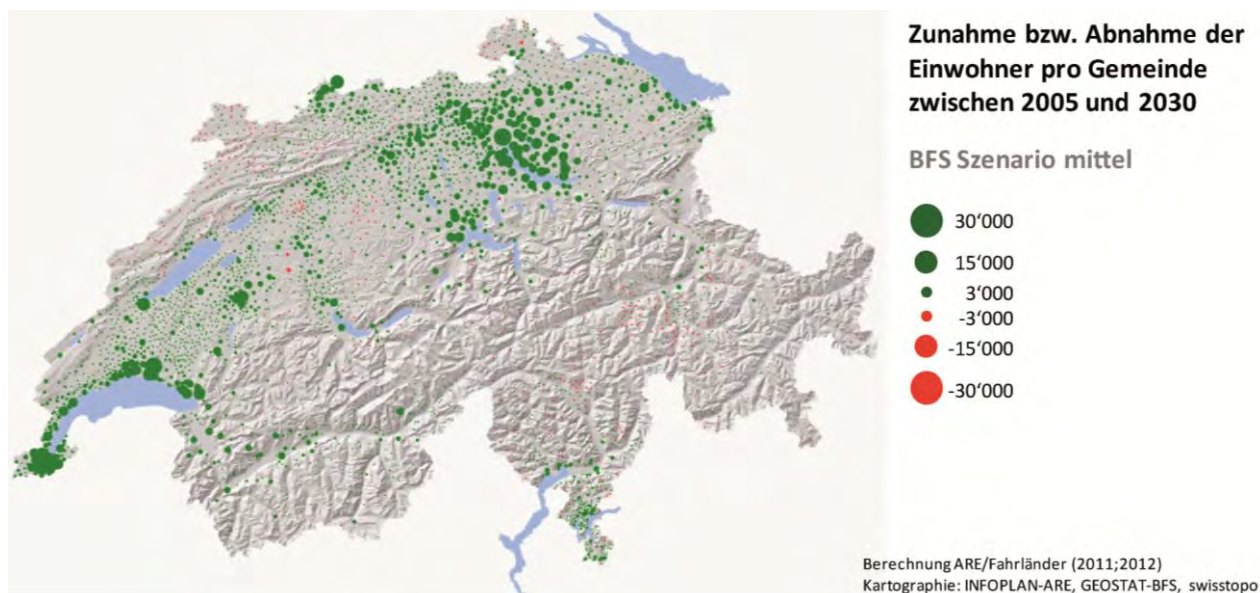 Zunahme bzw. Abnahme der
Einwohner pro Gemeinde
zwischen 2005 und 2030
BFS Szenario mittel
30‘000
15‘000
3‘000
-3‘000
-15‘000
-30‘000
Berechnung ARE/Fahrländer (2011;2012)
Kartographie: INFOPLAN-ARE, GEOSTAT-BFS, swisstopo